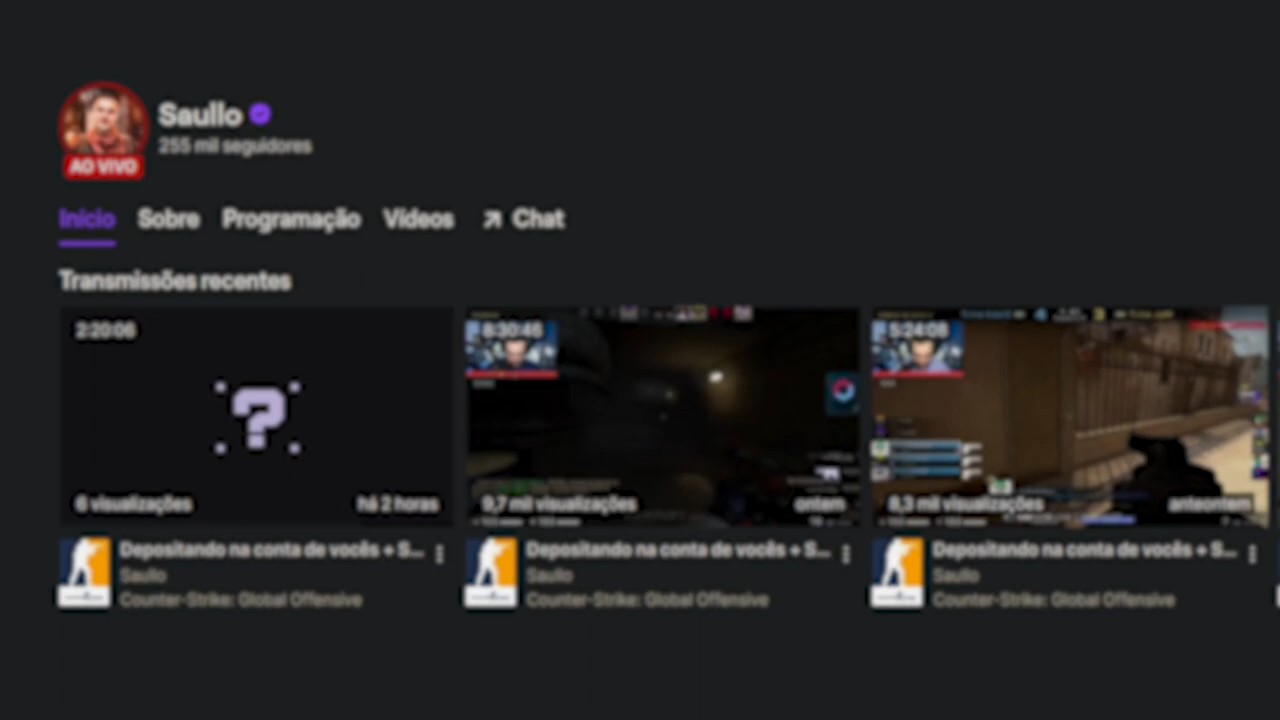 Saullo
255 mil seguidores
AO VIVO
Início Sobre Programação Vídeos Chat
Transmissões recentes
2:20:06
8:30:46
5:24:08
6 visualizações
há 2 horas
9,7 mil visualizações
ontem
8,3 mil visualizações
anteontem
Depositando na conta de vocês + S...
Saullo
Counter-Strike: Global Offensive
Depositando na conta de vocês + S...
Saullo
Counter-Strike: Global Offensive
Depositando na conta de vocês + S...
Saullo
Counter-Strike: Global Offensive